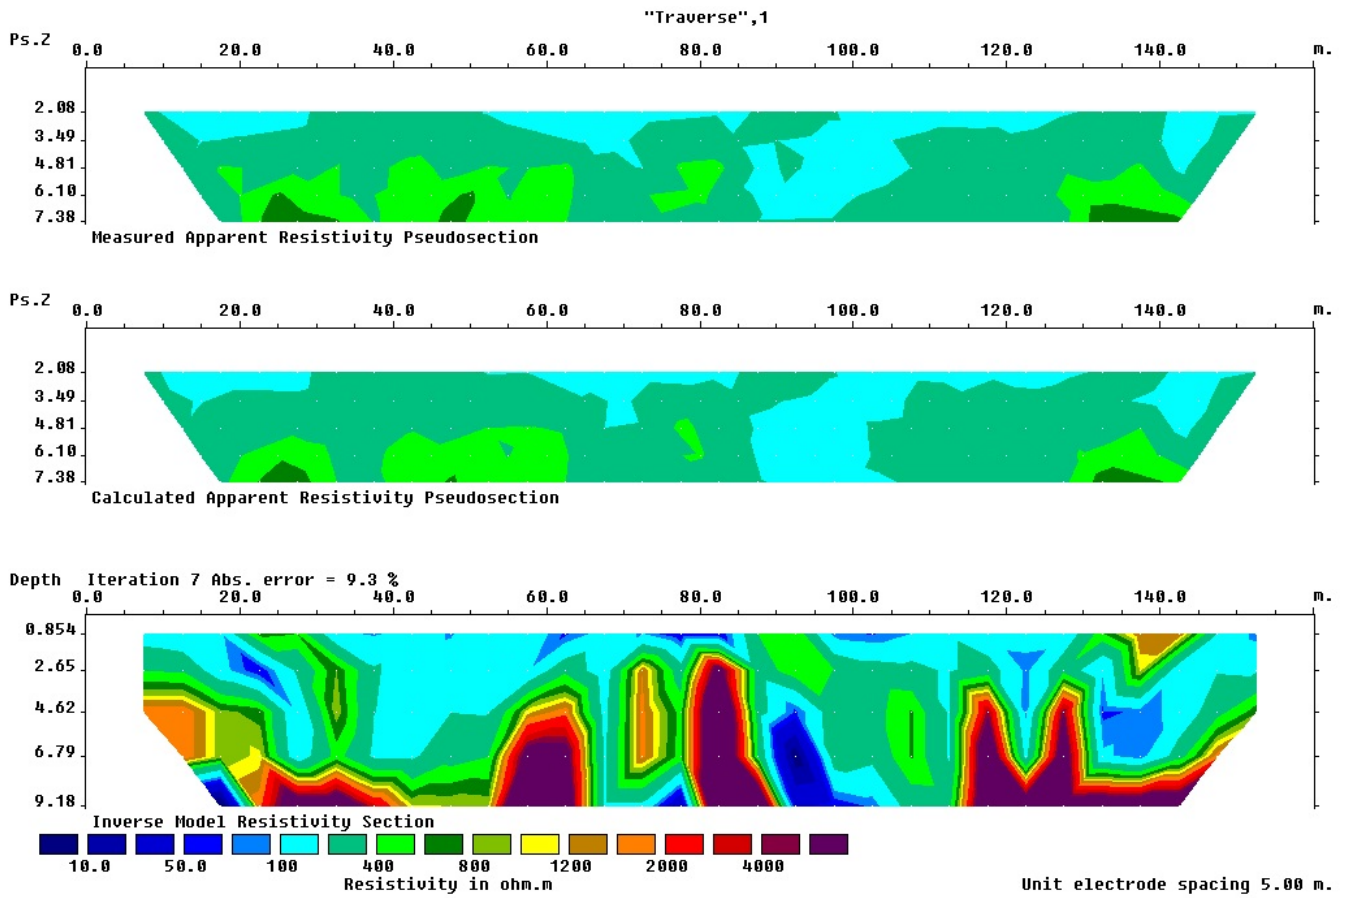 "Traverse",1
Ps.Z 0.0 20.0 40.0 60.0 80.0 100.0 120.0 140.0 m.
2.08
3.49
4.81
6.10
7.38
Measured Apparent Resistivity Pseudosection
Ps.Z 0.0 20.0 40.0 60.0 80.0 100.0 120.0 140.0 m.
2.08
3.49
4.81
6.10
7.38
Calculated Apparent Resistivity Pseudosection
Depth Iteration 7 Abs. error = 9.3 %
0.0 20.0 40.0 60.0 80.0 100.0 120.0 140.0 m.
0.854
2.65
4.62
6.79
9.18
Inverse Model Resistivity Section
10.0 50.0 100 400 800 1200 2000 4000
Resistivity in ohm.m
Unit electrode spacing 5.00 m.